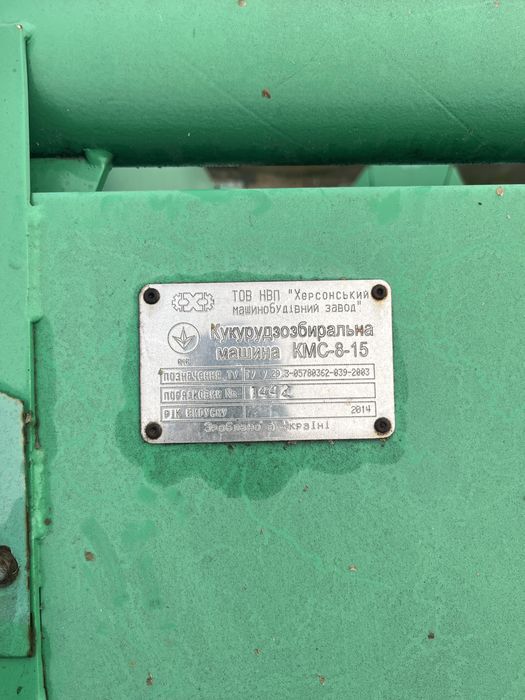 ТОВ НВП "Херсонський
машинобудівний завод"
Кукурудзозбиральна
машина КМС-8-15
ПОЗНАЧЕННЯ ТУ ТУ У 29.3-05780362-039-2003
ПОРЯДКОВИЙ № 1442
РІК ВИПУСКУ 2014
Зроблено в Україні